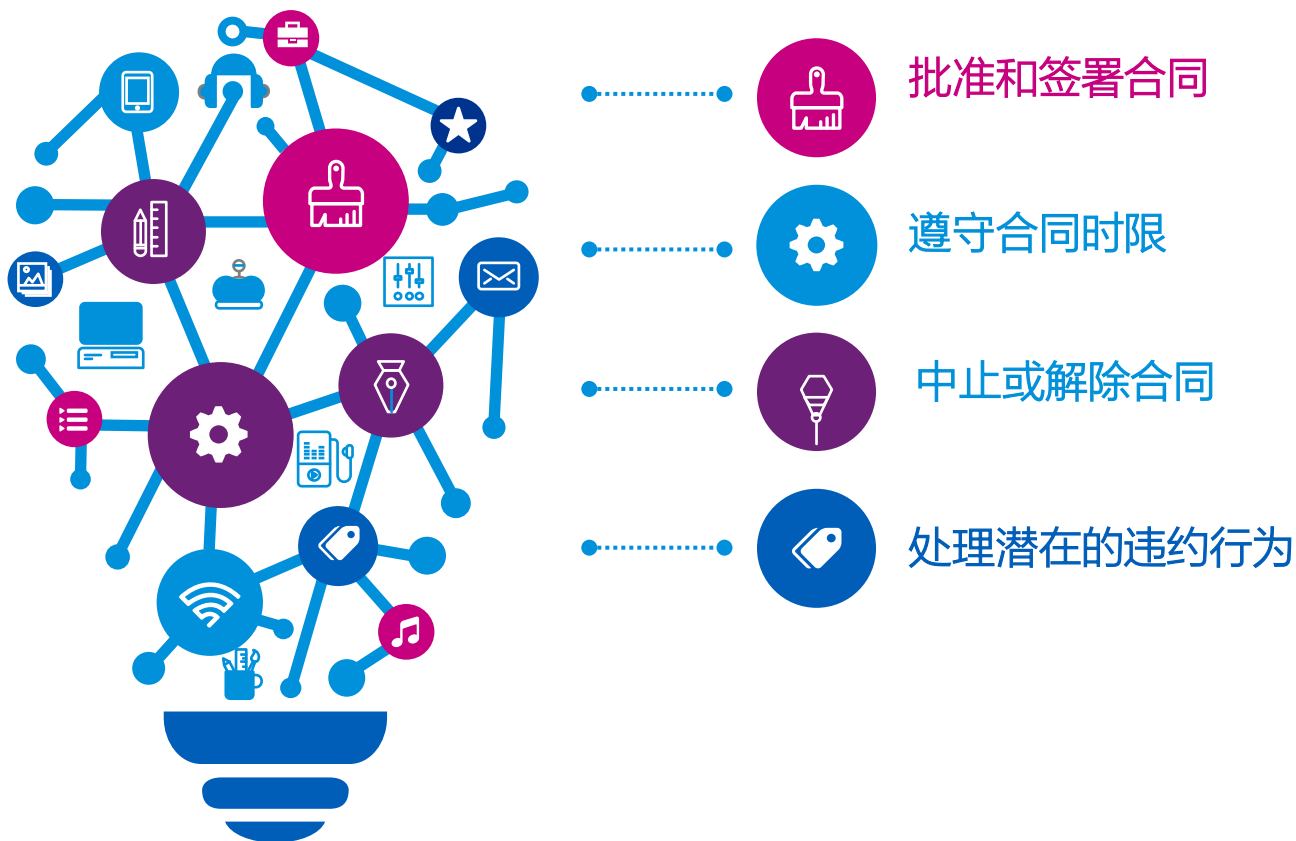 批准和签署合同
遵守合同时限
中止或解除合同
处理潜在的违约行为